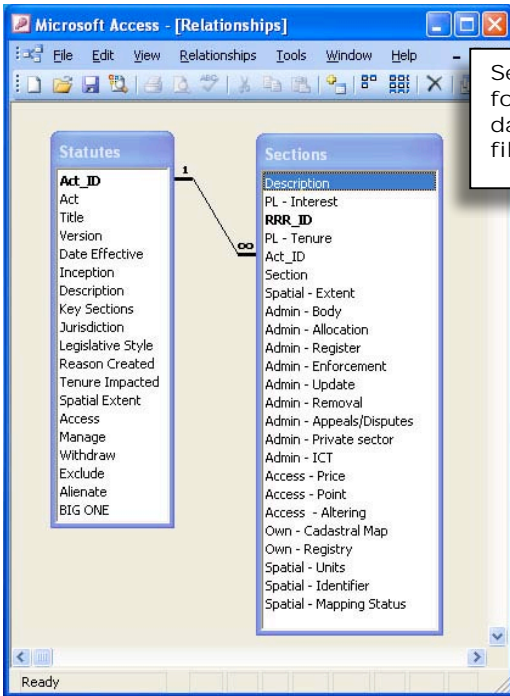 Microsoft Access - [Relationships]
File Edit View Relationships Tools Window Help
Statutes
Act_ID
Act
Title
Version
Date Effective
Inception
Description
Key Sections
Jurisdiction
Legislative Style
Reason Created
Tenure Impacted
Spatial Extent
Access
Manage
Withdraw
Exclude
Alienate
BIG ONE
1
∞
Sections
Description
PL - Interest
RRR_ID
PL - Tenure
Act_ID
Section
Spatial - Extent
Admin - Body
Admin - Allocation
Admin - Register
Admin - Enforcement
Admin - Update
Admin - Removal
Admin - Appeals/Disputes
Admin - Private sector
Admin - ICT
Access - Price
Access - Point
Access - Altering
Own - Cadastral Map
Own - Registry
Spatial - Units
Spatial - Identifier
Spatial - Mapping Status
Ready